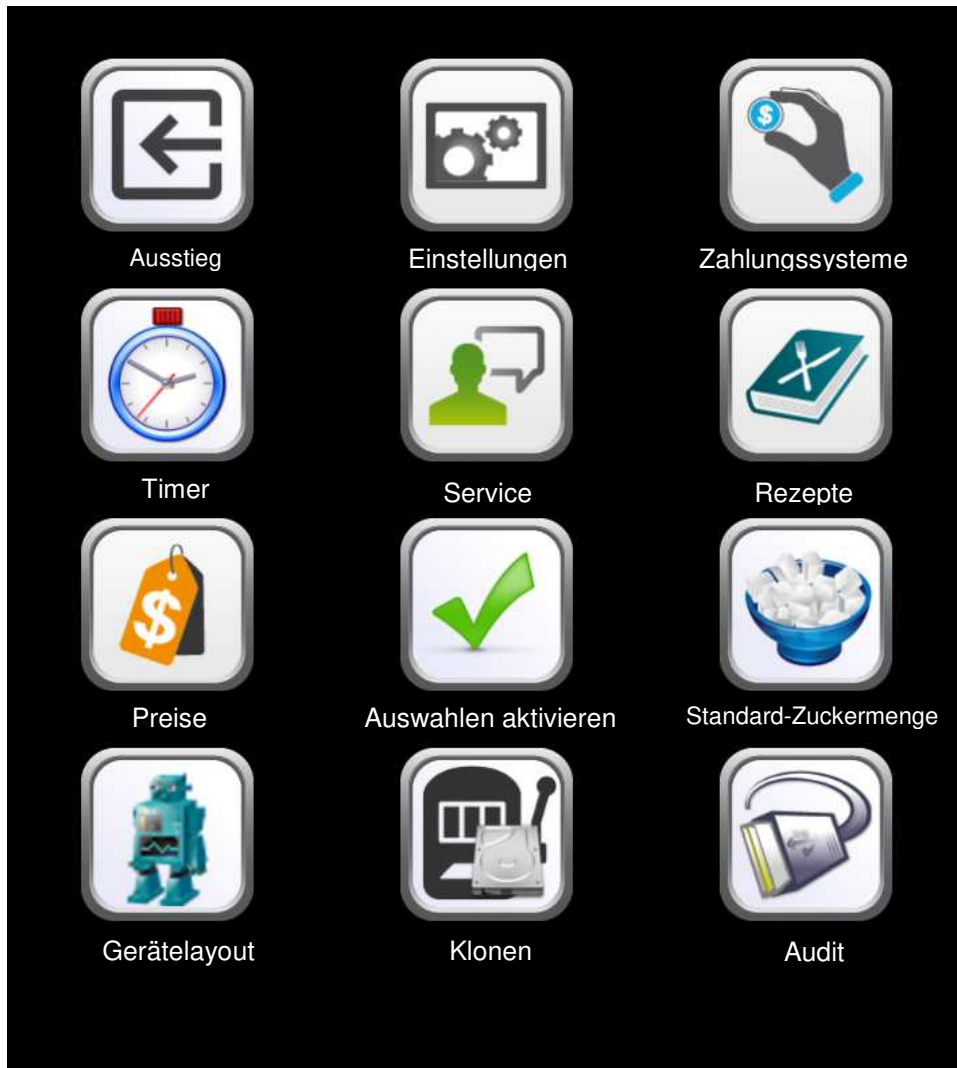 Ausstieg
Einstellungen
Zahlungssysteme
$
Timer
Service
Rezepte
$
Preise
Auswahlen aktivieren
Standard-Zuckermenge
Gerätelayout
Klonen
Audit